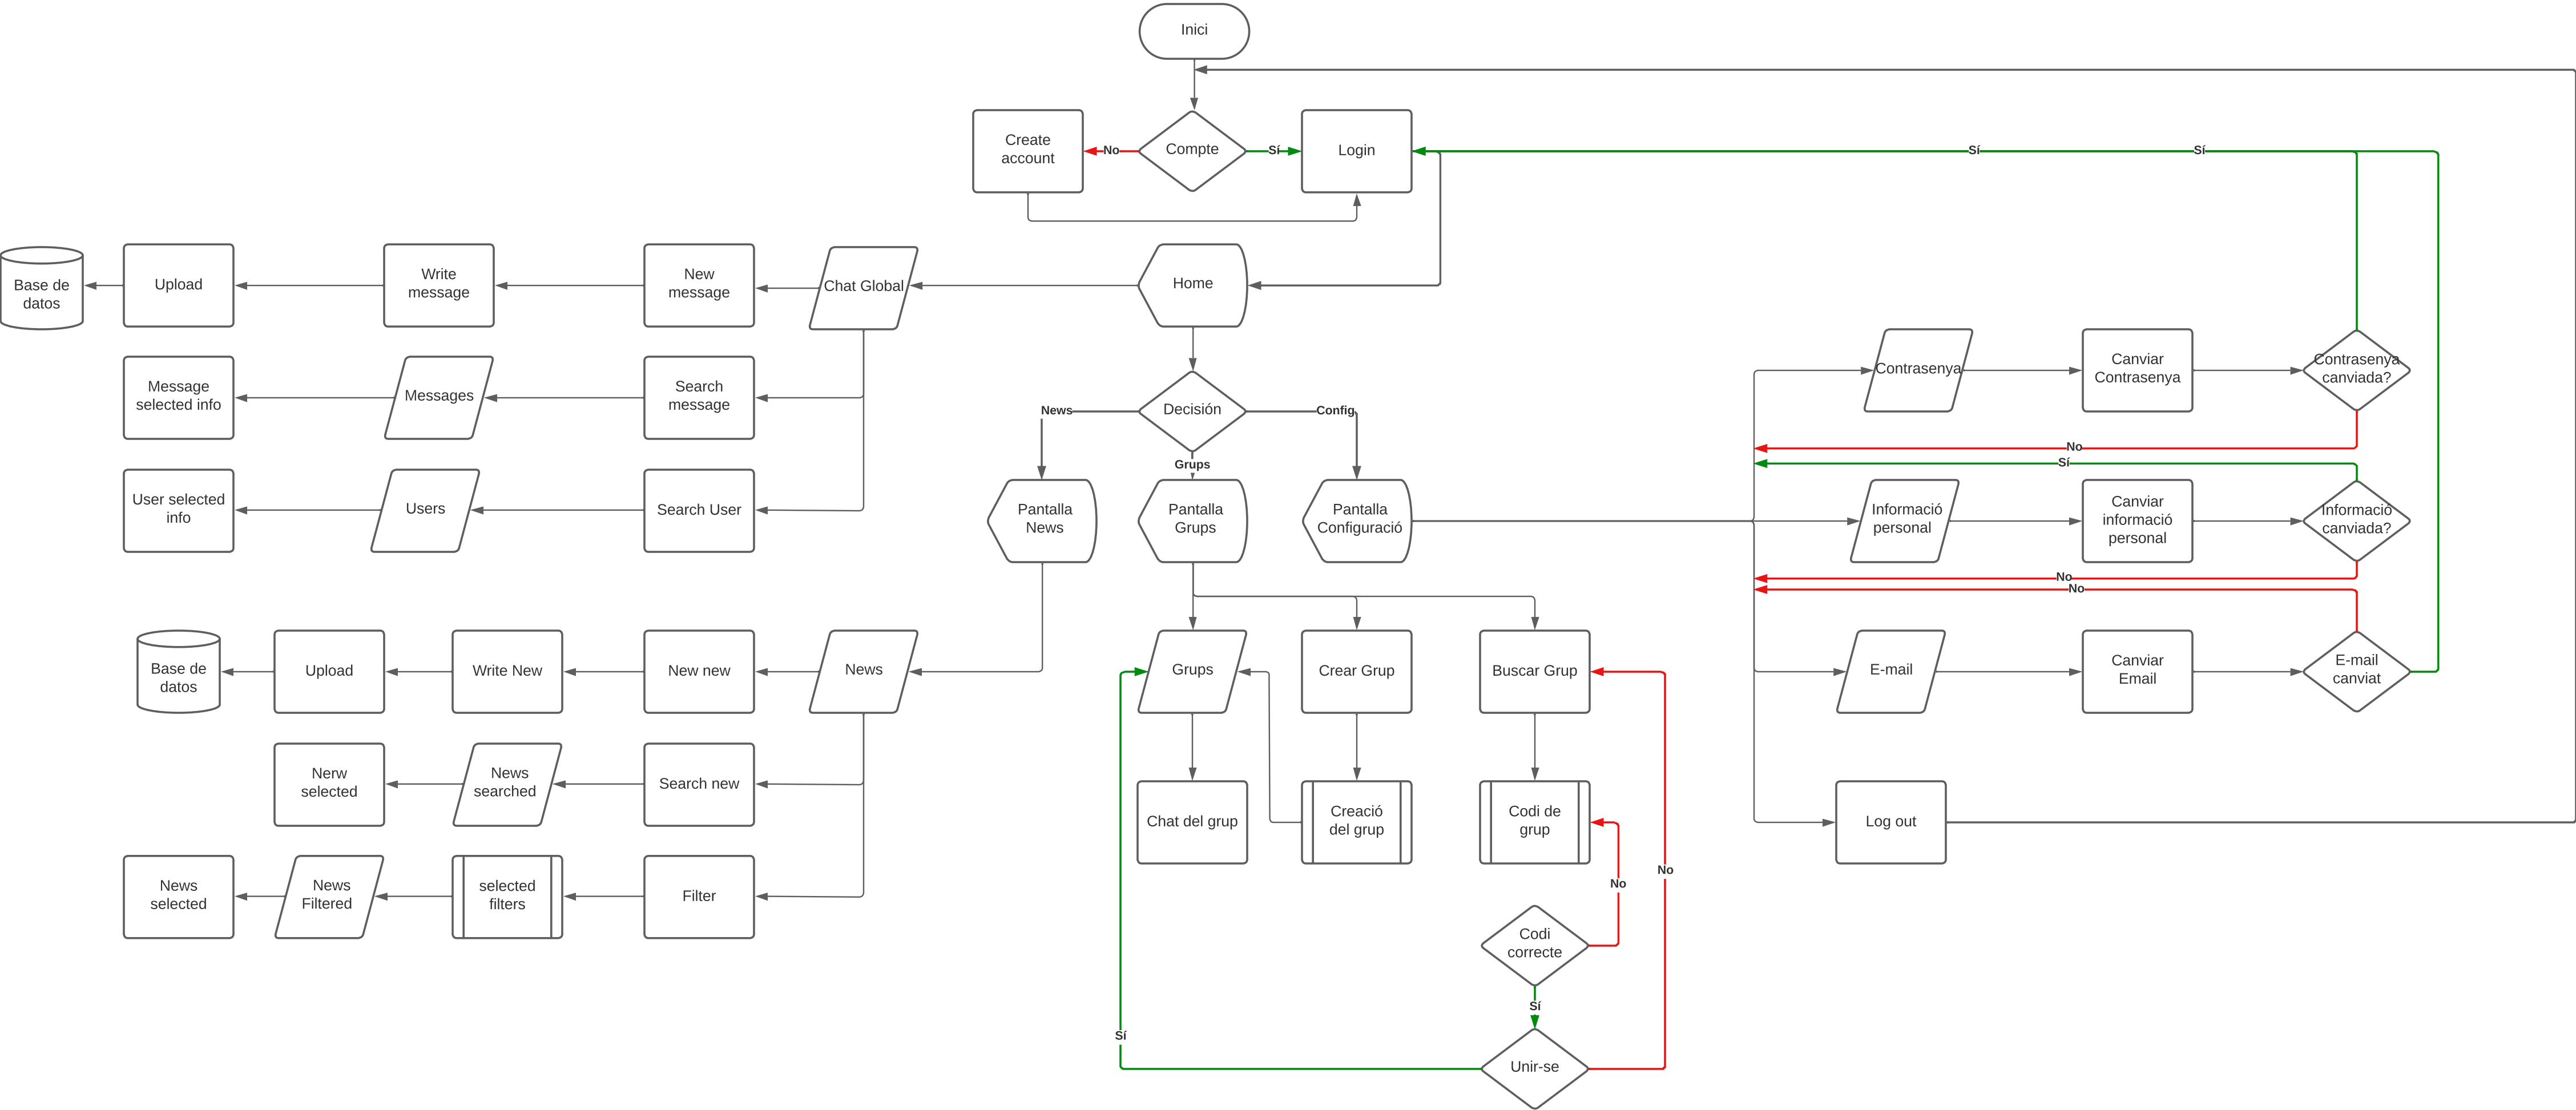 Inici
Create
account
No
Compte
Sí
Login
Sí
Sí
Base de
datos
Upload
Write
message
New
message
Chat Global
Home
Message
selected info
Messages
Search
message
News
Decisión
Config
Grups
Contrasenya
Canviar
Contrasenya
Contrasenya
canviada?
No
Sí
User selected
info
Users
Search User
Pantalla
News
Pantalla
Grups
Pantalla
Configuració
Informació
personal
Canviar
informació
personal
Informació
canviada?
No
No
Base de
datos
Upload
Write New
New new
News
Grups
Crear Grup
Buscar Grup
E-mail
Canviar
Email
E-mail
canviat
Nerw
selected
News
searched
Search new
Chat del grup
Creació
del grup
Codi de
grup
Log out
News
selected
News
Filtered
selected
filters
Filter
No
No
Codi
correcte
Sí
Sí
Unir-se